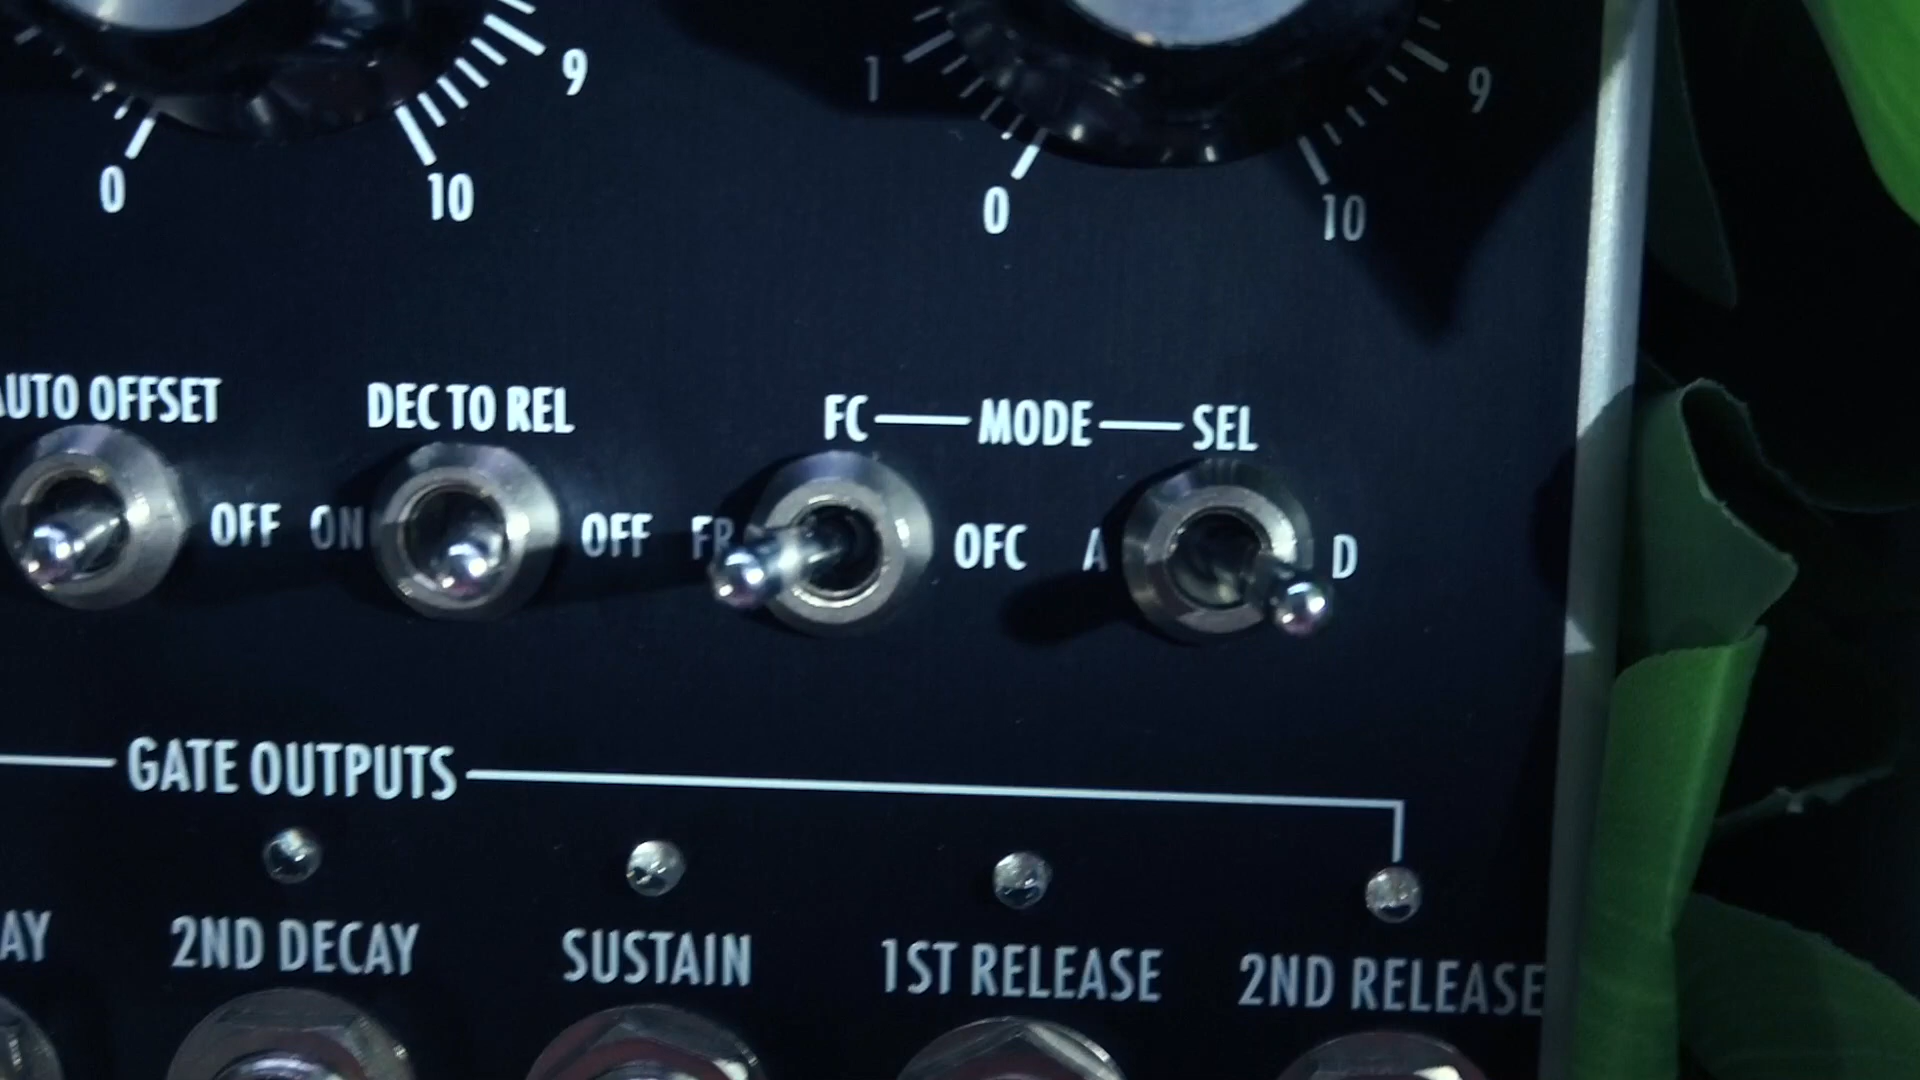 9
1
9
0
10
0
10
AUTO OFFSET
DEC TO REL
FC
MODE
SEL
OFF
ON
OFF
FR
OFC
A
D
GATE OUTPUTS
2ND DECAY
SUSTAIN
1ST RELEASE
2ND RELEASE